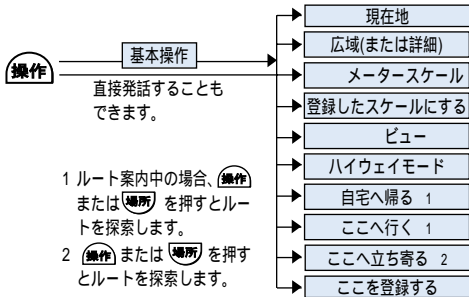 操作
基本操作
直接発話することも
できます。
現在地
広域(または詳細)
メータースケール
登録したスケールにする
ビュー
ハイウェイモード
自宅へ帰る 1
ここへ行く 1
ここへ立ち寄る 2
ここを登録する
1 ルート案内中の場合、操作
または場所 を押すとルー
トを探索します。
2 操作 または 場所 を押す
とルートを探索します。